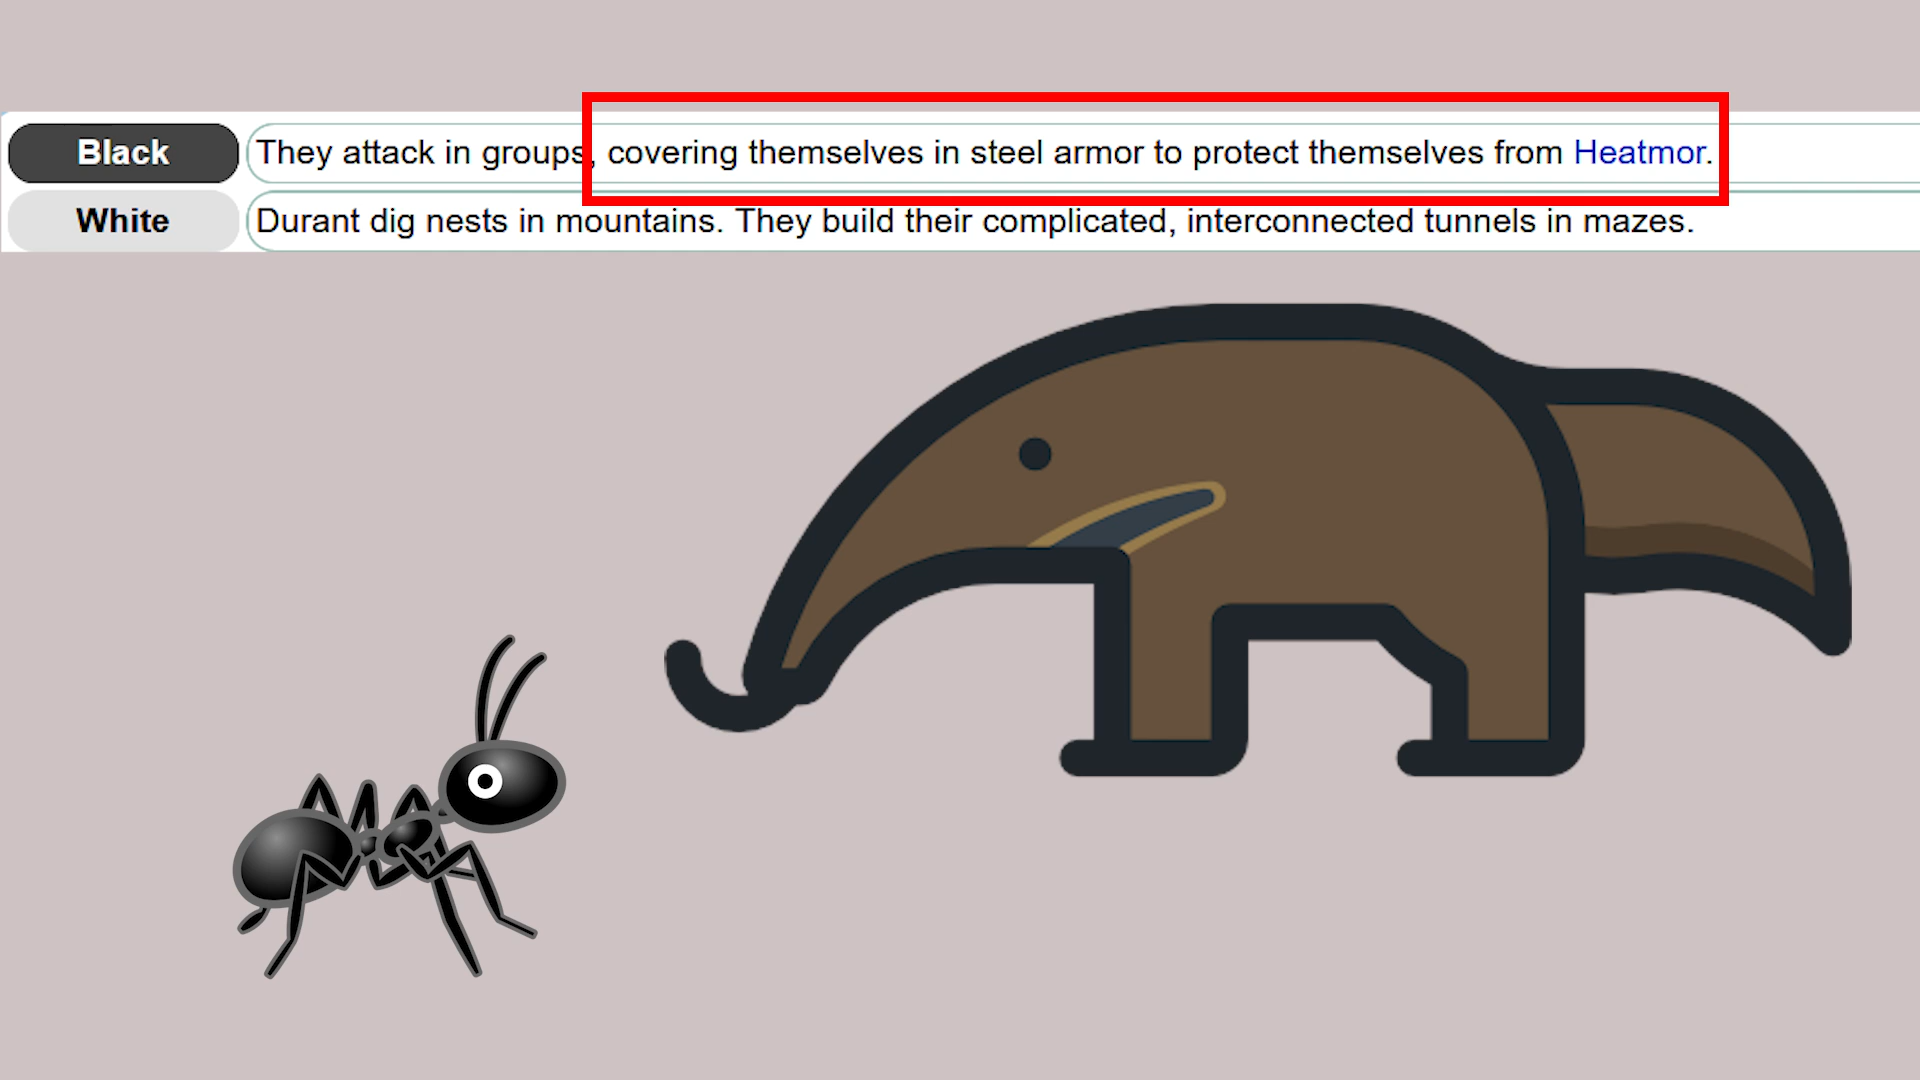 Black They attack in groups, covering themselves in steel armor to protect themselves from Heatmor.
White Durant dig nests in mountains. They build their complicated, interconnected tunnels in mazes.